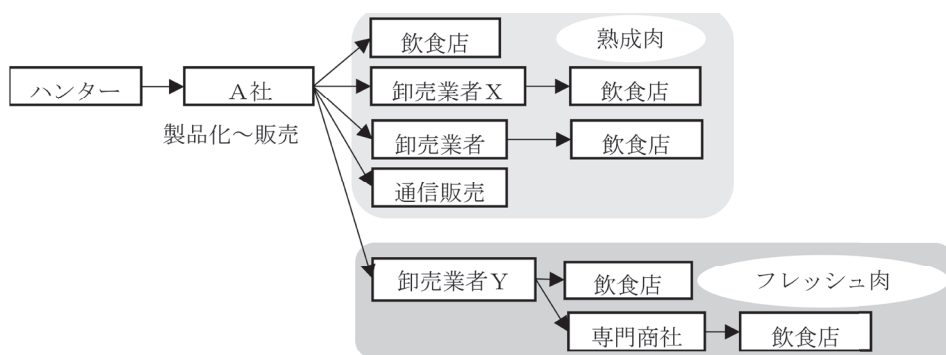 飲食店
熟成肉
ハンター
A社
卸売業者X
飲食店
製品化～販売
卸売業者
飲食店
通信販売
卸売業者Y
飲食店
フレッシュ肉
専門商社
飲食店